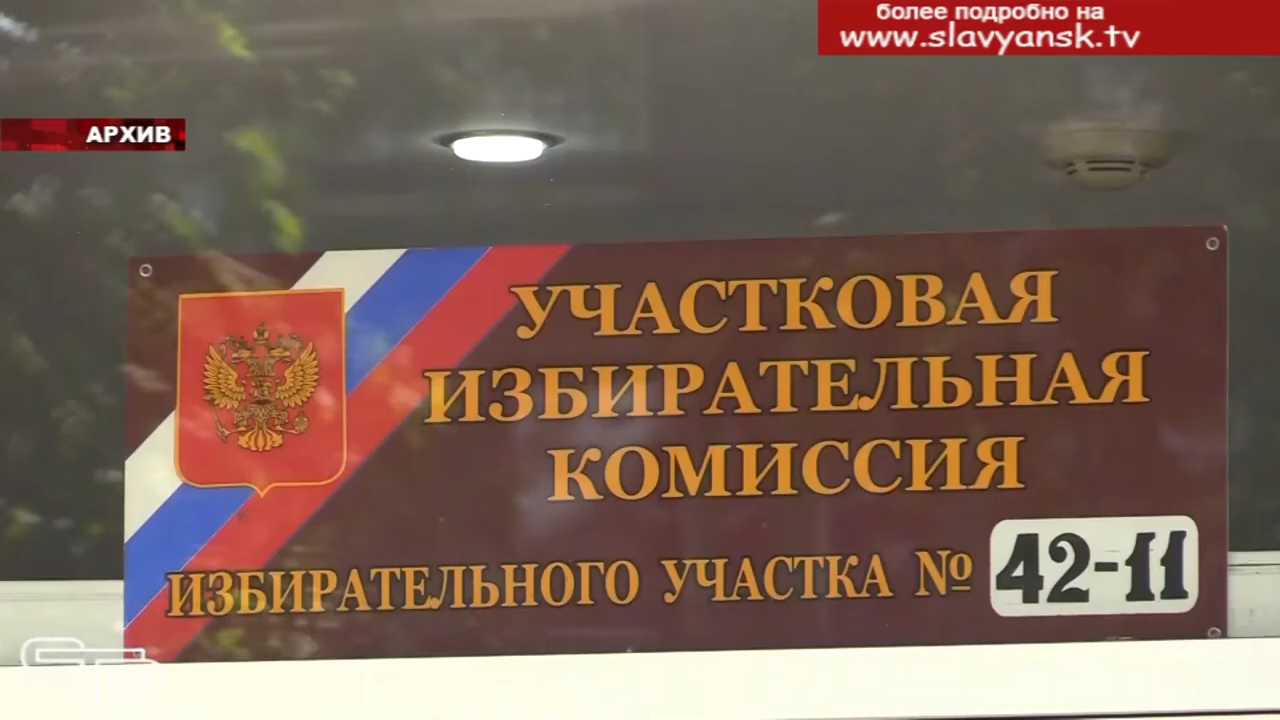 более подробно на
www.slavyansk.tv
АРХИВ
УЧАСТКОВАЯ
ИЗБИРАТЕЛЬНАЯ
КОМИССИЯ
ИЗБИРАТЕЛЬНОГО УЧАСТКА № 42-11